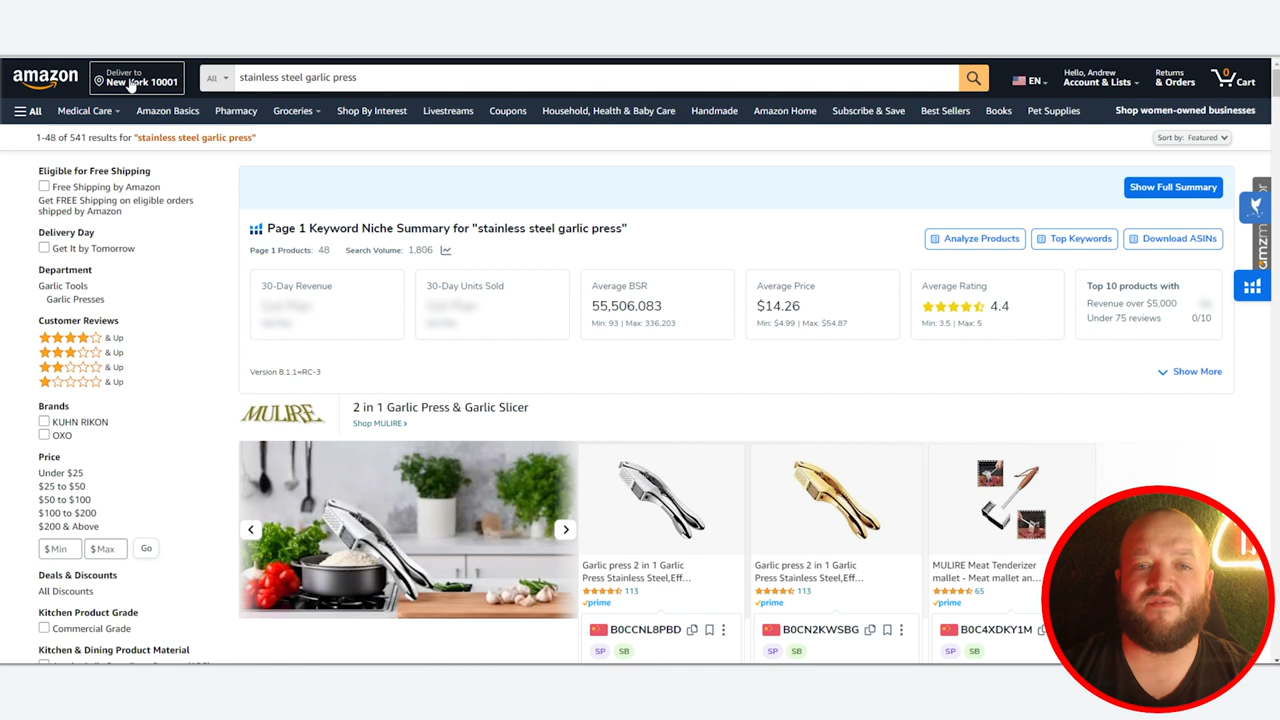 amazon
Deliver to
New York 10001
All
stainless steel garlic press
EN
Hello, Andrew
Account & Lists
Returns
& Orders
0
Cart
All
Medical Care
Amazon Basics
Pharmacy
Groceries
Shop By Interest
Livestreams
Coupons
Household, Health & Baby Care
Handmade
Amazon Home
Subscribe & Save
Best Sellers
Books
Pet Supplies
Shop women-owned businesses
1-48 of 541 results for "stainless steel garlic press"
Sort by: Featured
Eligible for Free Shipping
Free Shipping by Amazon
Get FREE Shipping on eligible orders
shipped by Amazon
Delivery Day
Get It by Tomorrow
Department
Garlic Tools
Garlic Presses
Customer Reviews
& Up
& Up
& Up
& Up
Brands
KUHN RIKON
OXO
Price
Under $25
$25 to $50
$50 to $100
$100 to $200
$200 & Above
$ Min
$ Max
Go
Deals & Discounts
All Discounts
Kitchen Product Grade
Commercial Grade
Kitchen & Dining Product Material
Show Full Summary
Page 1 Keyword Niche Summary for "stainless steel garlic press"
Page 1 Products: 48
Search Volume: 1,806
Analyze Products
Top Keywords
Download ASINs
30-Day Revenue
30-Day Units Sold
Average BSR
55,506.083
Min: 93 | Max: 336,203
Average Price
$14.26
Min: $4.99 | Max: $54.87
Average Rating
4.4
Min: 3.5 | Max: 5
Top 10 products with
Revenue over $5,000
Under 75 reviews 0/10
Version 8.1.1=RC-3
Show More
MULIRE
2 in 1 Garlic Press & Garlic Slicer
Shop MULIRE
Garlic press 2 in 1 Garlic
Press Stainless Steel,Eff...
113
prime
B0CCNL8PBD
SP SB
Garlic press 2 in 1 Garlic
Press Stainless Steel,Eff...
113
prime
B0CN2KWSBG
SP SB
MULIRE Meat Tenderizer
mallet - Meat mallet an...
65
prime
B0C4XDKY1M
SP SB